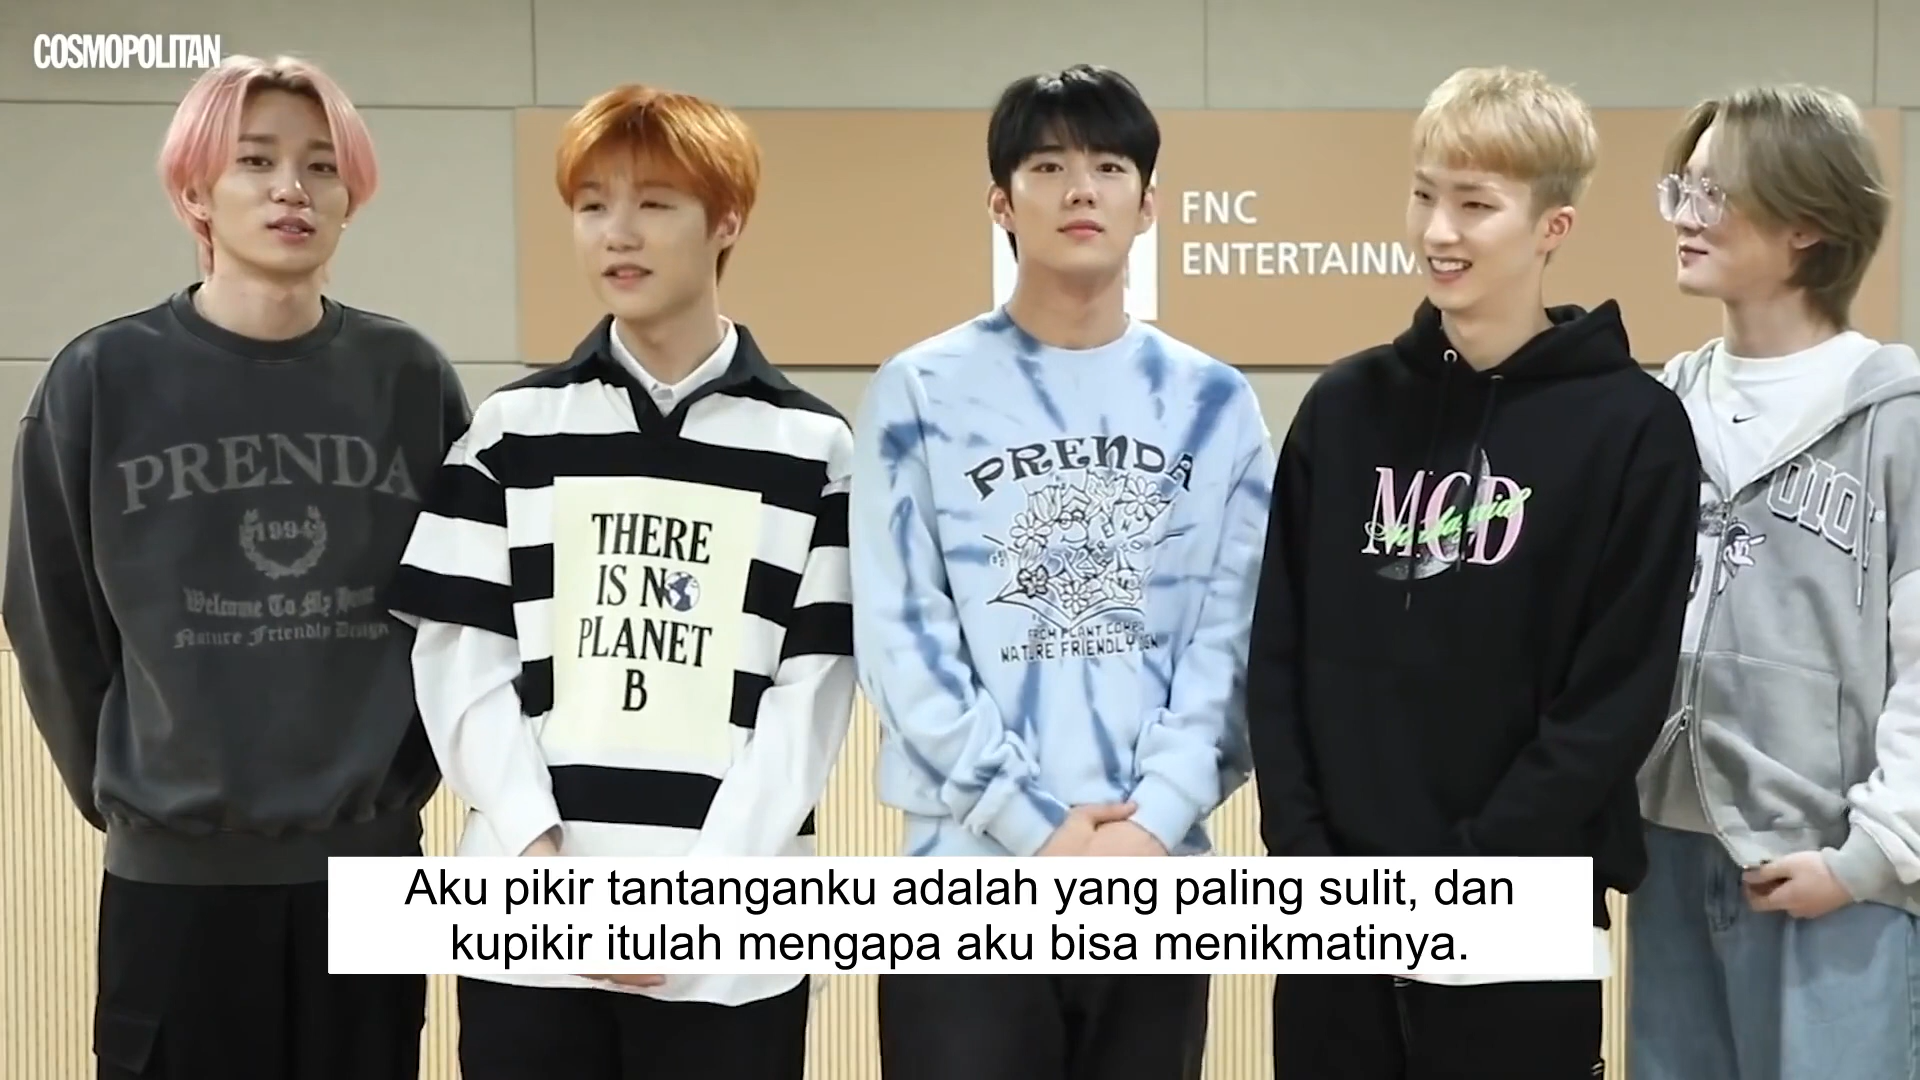 COSMOPOLITAN
FNC
ENTERTAINM
PRENDA
1994
Welcome To My
Nature Friendly Design
THERE
IS NO
PLANET
B
PRENDA
NATURE FRIENDLY
MCD
Aku pikir tantanganku adalah yang paling sulit, dan
kupikir itulah mengapa aku bisa menikmatinya.